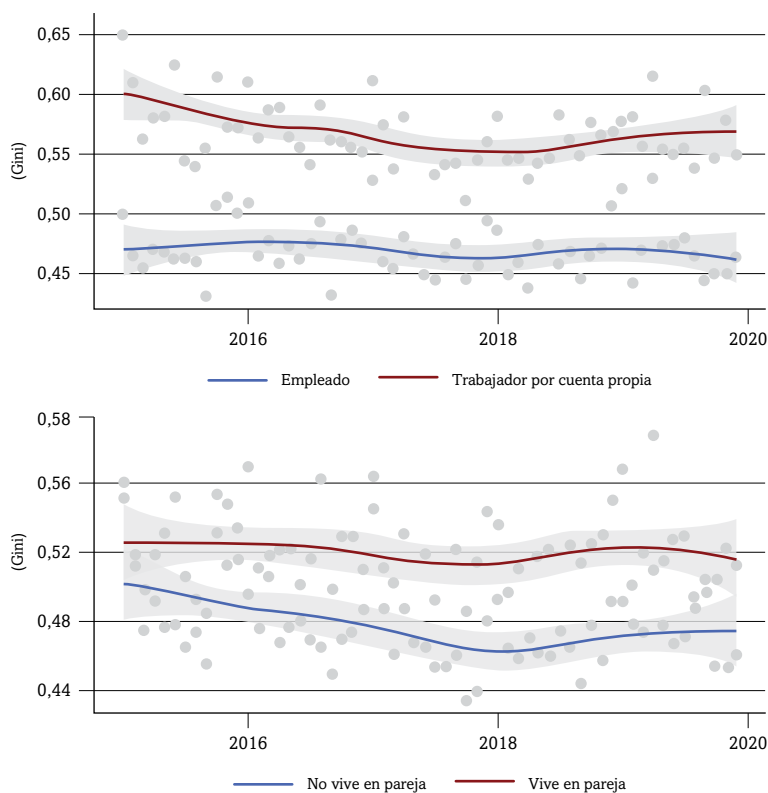 0,65
0,60
0,55
0,50
0,45
(Gini)
2016 2018 2020
Empleado Trabajador por cuenta propia
0,58
0,56
0,52
0,48
0,44
(Gini)
2016 2018 2020
No vive en pareja Vive en pareja